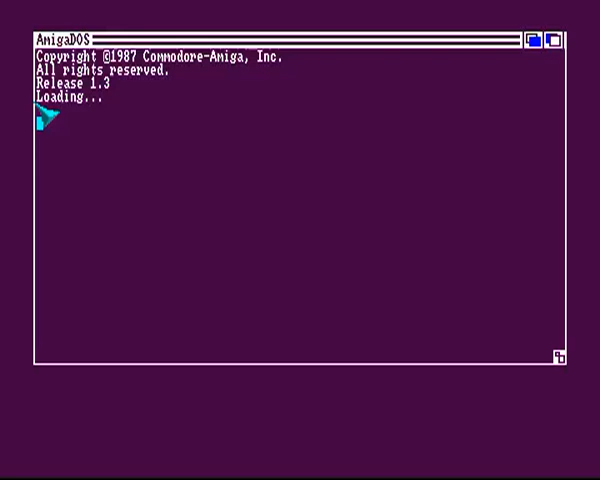 AmigaDOS
Copyright ©1987 Commodore-Amiga, Inc.
All rights reserved.
Release 1.3
Loading...